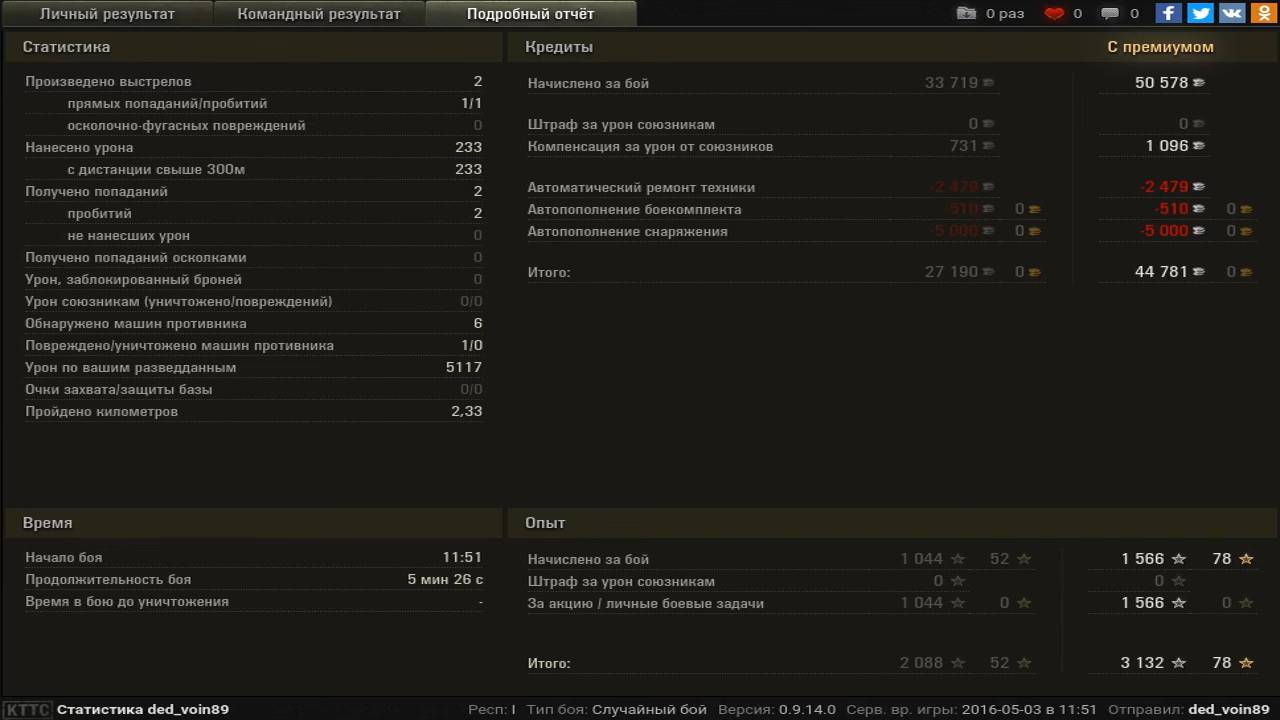 Личный результат Командный результат Подробный отчёт 0 раз 0 0
Статистика
Произведено выстрелов 2
прямых попаданий/пробитий 1/1
осколочно-фугасных повреждений 0
Нанесено урона 233
с дистанции свыше 300м 233
Получено попаданий 2
пробитий 2
не нанесших урон 0
Получено попаданий осколками 0
Урон, заблокированный броней 0
Урон союзникам (уничтожено/повреждений) 0/0
Обнаружено машин противника 6
Повреждено/уничтожено машин противника 1/0
Урон по вашим разведданным 5117
Очки захвата/защиты базы 0/0
Пройдено километров 2,33
Кредиты С премиумом
Начислено за бой 33 719 50 578
Штраф за урон союзникам 0 0
Компенсация за урон от союзников 731 1 096
Автоматический ремонт техники -2 479 -2 479
Автопополнение боекомплекта -510 0 -510 0
Автопополнение снаряжения -5 000 0 -5 000 0
Итого: 27 190 0 44 781 0
Время
Начало боя 11:51
Продолжительность боя 5 мин 26 с
Время в бою до уничтожения -
Опыт
Начислено за бой 1 044 52 1 566 78
Штраф за урон союзникам 0 0
За акцию / личные боевые задачи 1 044 0 1 566 0
Итого: 2 088 52 3 132 78
КТТС Статистика ded_voin89 Респ: I Тип боя: Случайный бой Версия: 0.9.14.0 Серв. вр. игры: 2016-05-03 в 11:51 Отправил: ded_voin89